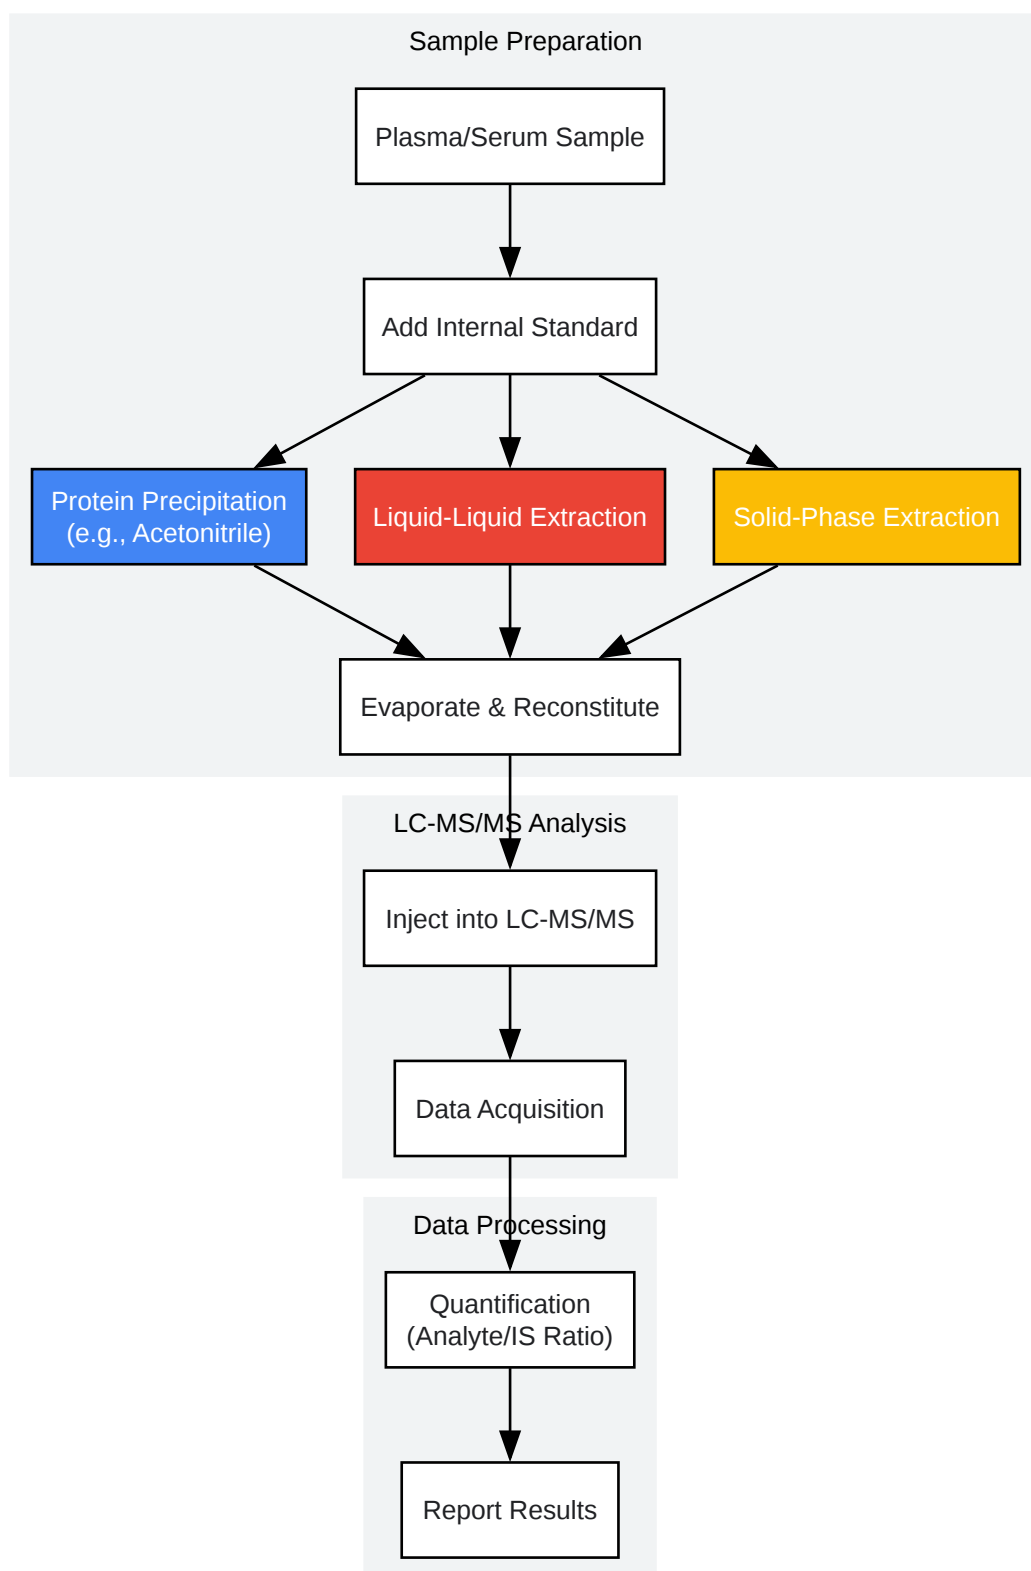 Sample Preparation
Plasma/Serum Sample
Add Internal Standard
Protein Precipitation
(e.g., Acetonitrile)
Liquid-Liquid Extraction
Solid-Phase Extraction
Evaporate & Reconstitute
LC-MS/MS Analysis
Inject into LC-MS/MS
Data Acquisition
Data Processing
Quantification
(Analyte/IS Ratio)
Report Results